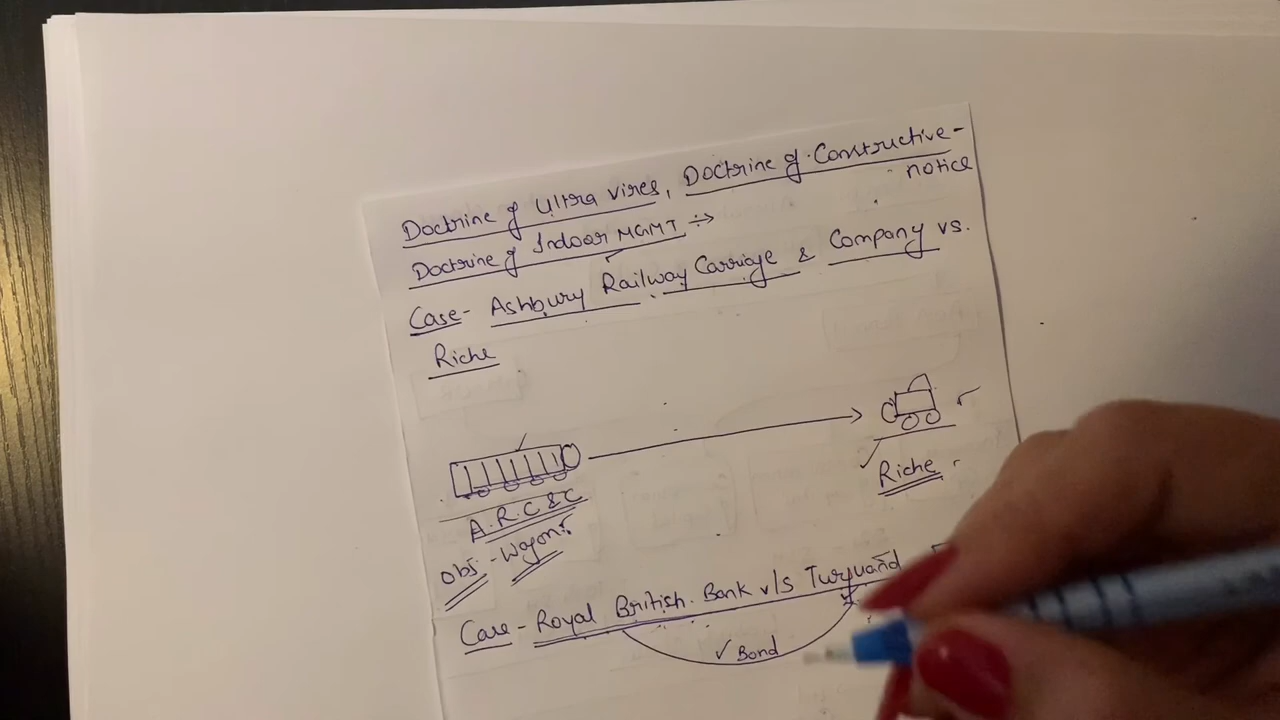 Doctrine of Ultra vires, Doctrine of Constructive-
notice
Doctrine of Indoor MGMT :->
Case- Ashbury Railway Carriage & Company vs.
Riche
A.R.C & C
Riche
Obj.- Wagons
Case- Royal British. Bank v/s Turquand
✓ Bond